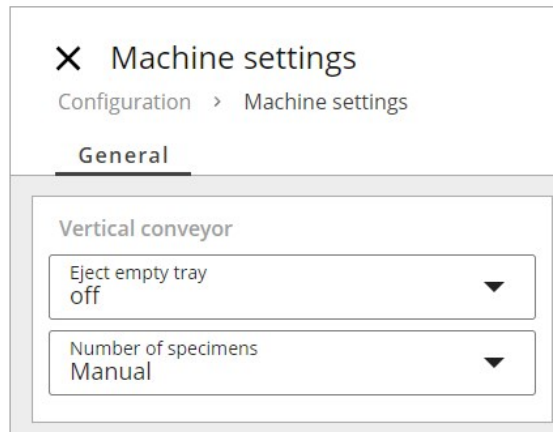 Machine settings
Configuration > Machine settings
General
Vertical conveyor
Eject empty tray
off
Number of specimens
Manual